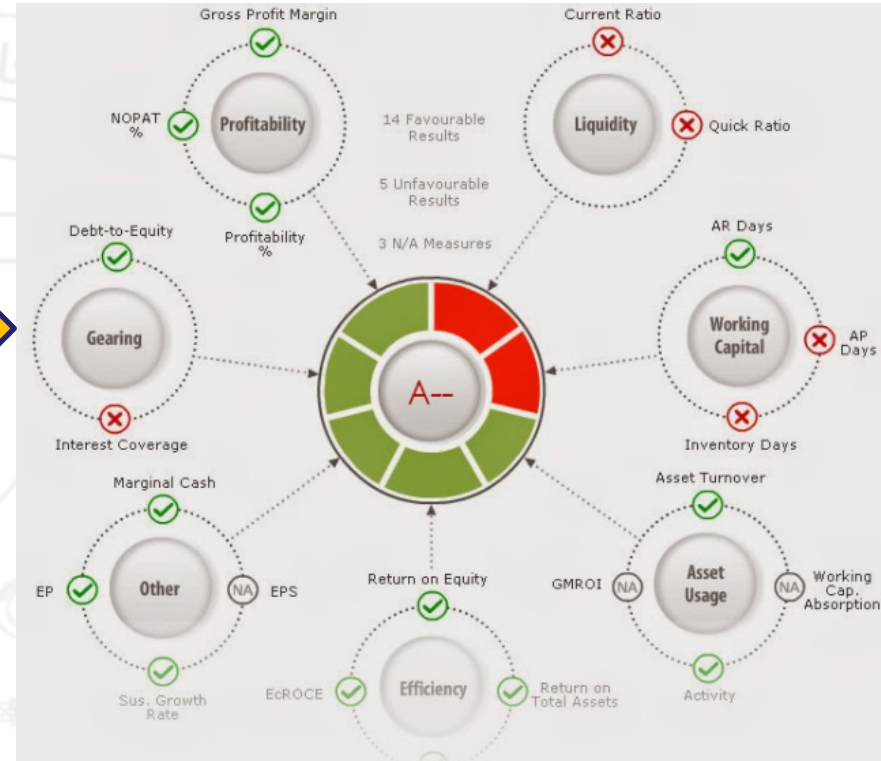 Gross Profit Margin
NOPAT
%
Profitability
Profitability
%
14 Favourable
Results
5 Unfavourable
Results
3 N/A Measures
Current Ratio
Liquidity
Quick Ratio
Debt-to-Equity
Gearing
Interest Coverage
A--
AR Days
Working
Capital
AP
Days
Inventory Days
Marginal Cash
EP
Other
NA
EPS
Sus. Growth
Rate
Return on Equity
EcROCE
Efficiency
Return on
Total Assets
Asset Turnover
GMROI
NA
Asset
Usage
NA
Working
Cap.
Absorption
Activity